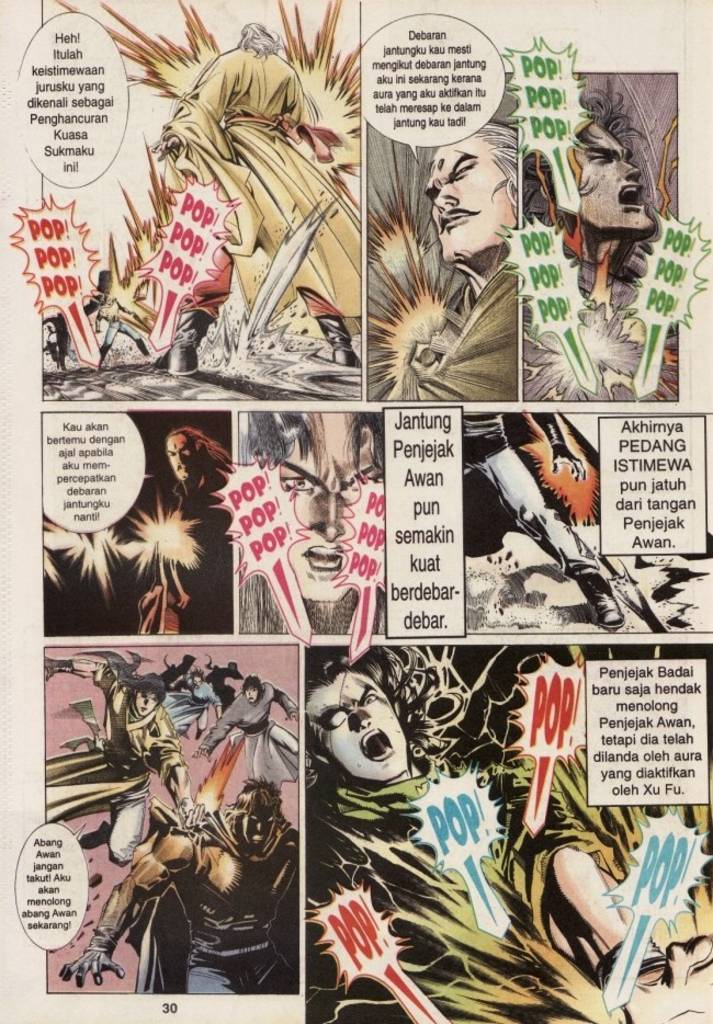 Heh!
Itulah
keistimewaan
jurusku yang
dikenali sebagai
Penghancuran
Kuasa
Sukmaku
ini!
POP!
POP!
POP!
POP!
POP!
POP!
Debaran
jantungku kau mesti
mengikut debaran jantung
aku ini sekarang kerana
aura yang aku aktifkan itu
telah meresap ke dalam
jantung kau tadi!
POP!
POP!
POP!
POP!
POP!
POP!
POP!
POP!
POP!
Kau akan
bertemu dengan
ajal apabila
aku mem-
percepatkan
debaran
jantungku
nanti!
POP!
POP!
POP!
POP!
POP!
POP!
Jantung
Penjejak
Awan
pun
semakin
kuat
berdebar-
debar.
Akhirnya
PEDANG
ISTIMEWA
pun jatuh
dari tangan
Penjejak
Awan.
Abang
Awan
jangan
takut! Aku
akan
menolong
abang Awan
sekarang!
Penjejak Badai
baru saja hendak
menolong
Penjejak Awan,
tetapi dia telah
dilanda oleh aura
yang diaktifkan
oleh Xu Fu.
POP!
POP!
POP!
POP!
30